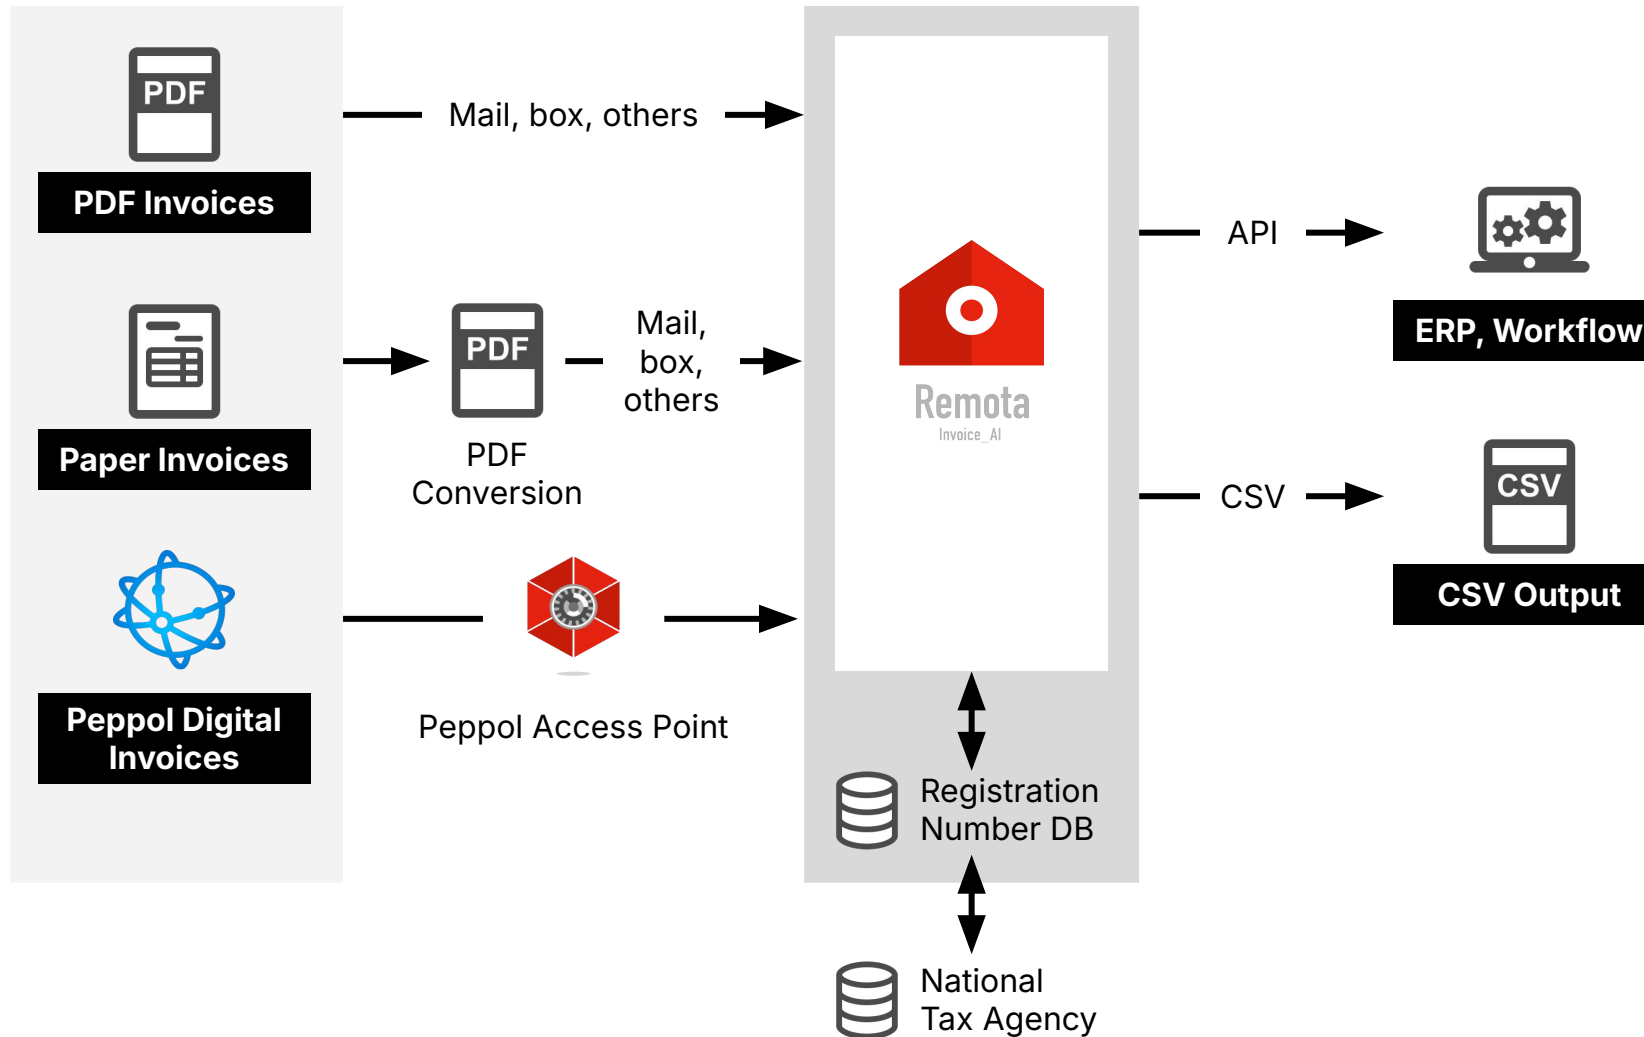 PDF
PDF Invoices
Mail, box, others
Paper Invoices
PDF
PDF
Conversion
Mail,
box,
others
Peppol Digital
Invoices
Peppol Access Point
Remota
Invoice_AI
Registration
Number DB
National
Tax Agency
API
ERP, Workflow
CSV
CSV
CSV Output